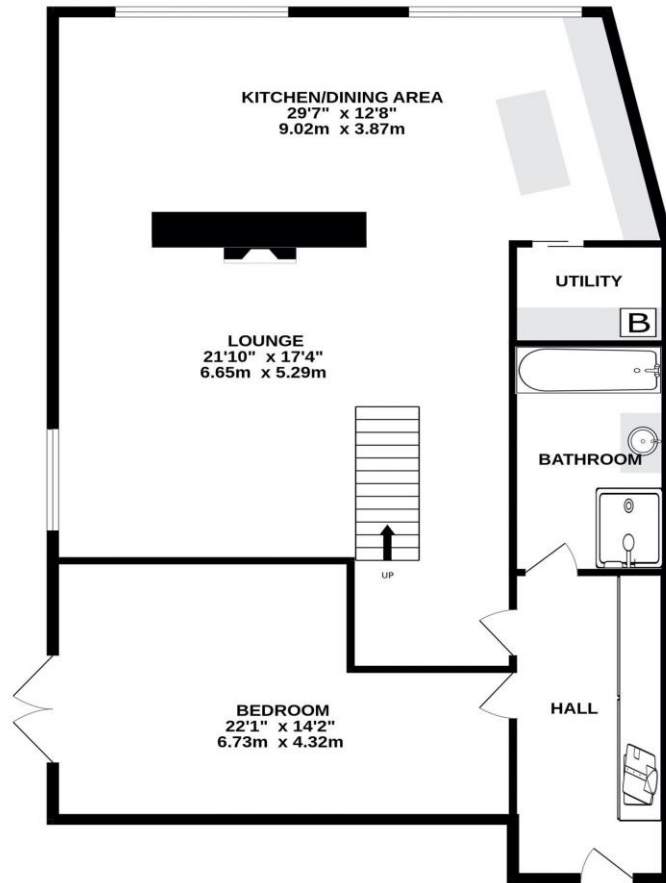 KITCHEN/DINING AREA
29'7" x 12'8"
9.02m x 3.87m
UTILITY
B
LOUNGE
21'10" x 17'4"
6.65m x 5.29m
BATHROOM
UP
BEDROOM
22'1" x 14'2"
6.73m x 4.32m
HALL